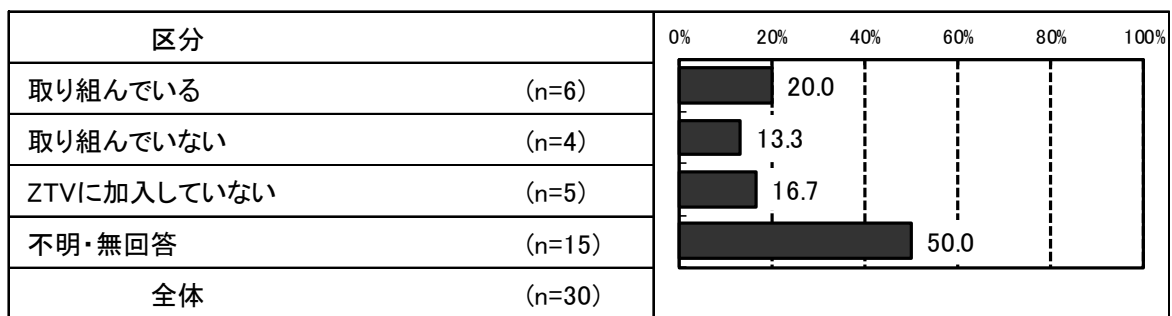 区分 0% 20% 40% 60% 80% 100%
取り組んでいる (n=6) 20.0
取り組んでいない (n=4) 13.3
ZTVに加入していない (n=5) 16.7
不明・無回答 (n=15) 50.0
全体 (n=30)